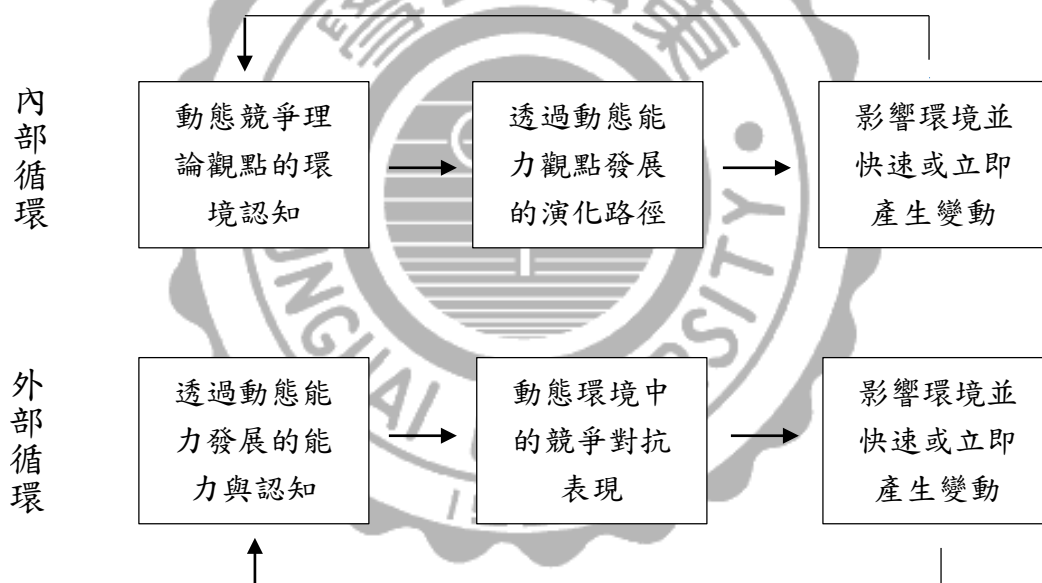 內部循環
動態競爭理
論觀點的環
境認知
透過動態能
力觀點發展
的演化路徑
影響環境並
快速或立即
產生變動
外部循環
透過動態能
力發展的能
力與認知
動態環境中
的競爭對抗
表現
影響環境並
快速或立即
產生變動